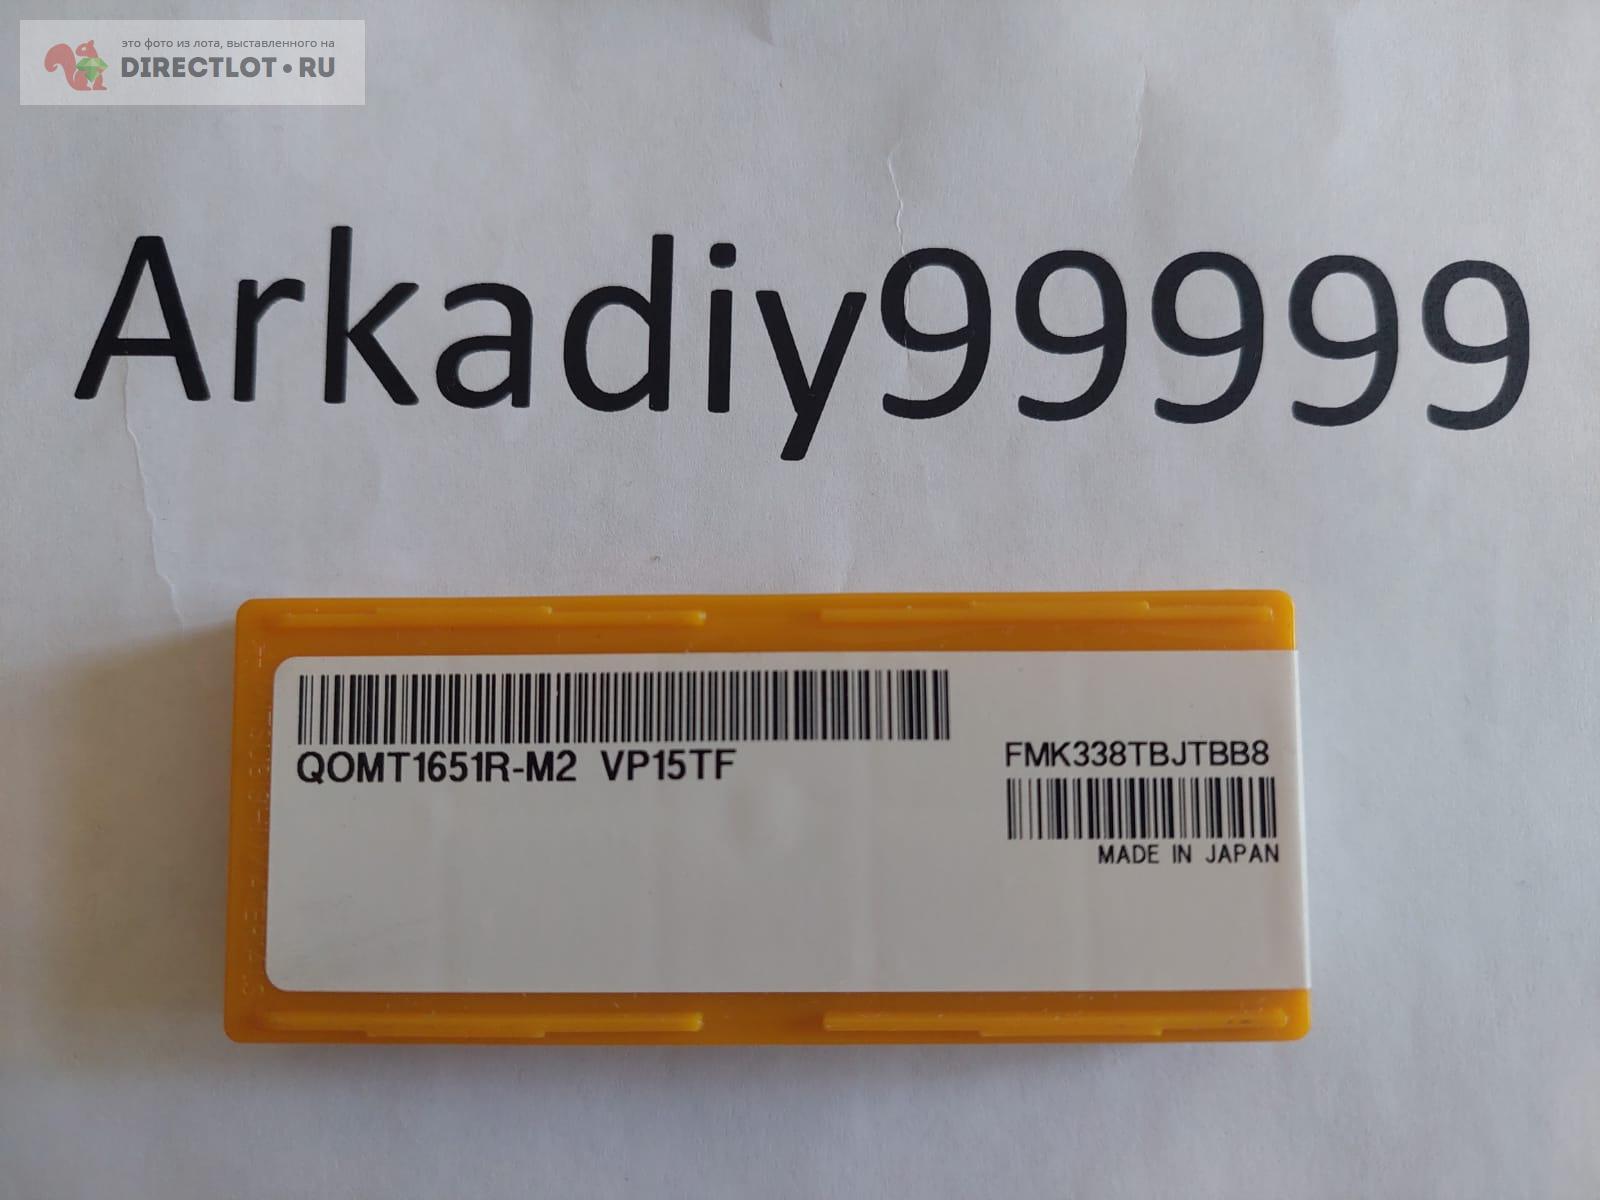 это фото из лота, выставленного на
DIRECTLOT•RU
Arkadiy99999
QOMT1651R-M2 VP15TF
FMK338TBJTBB8
MADE IN JAPAN